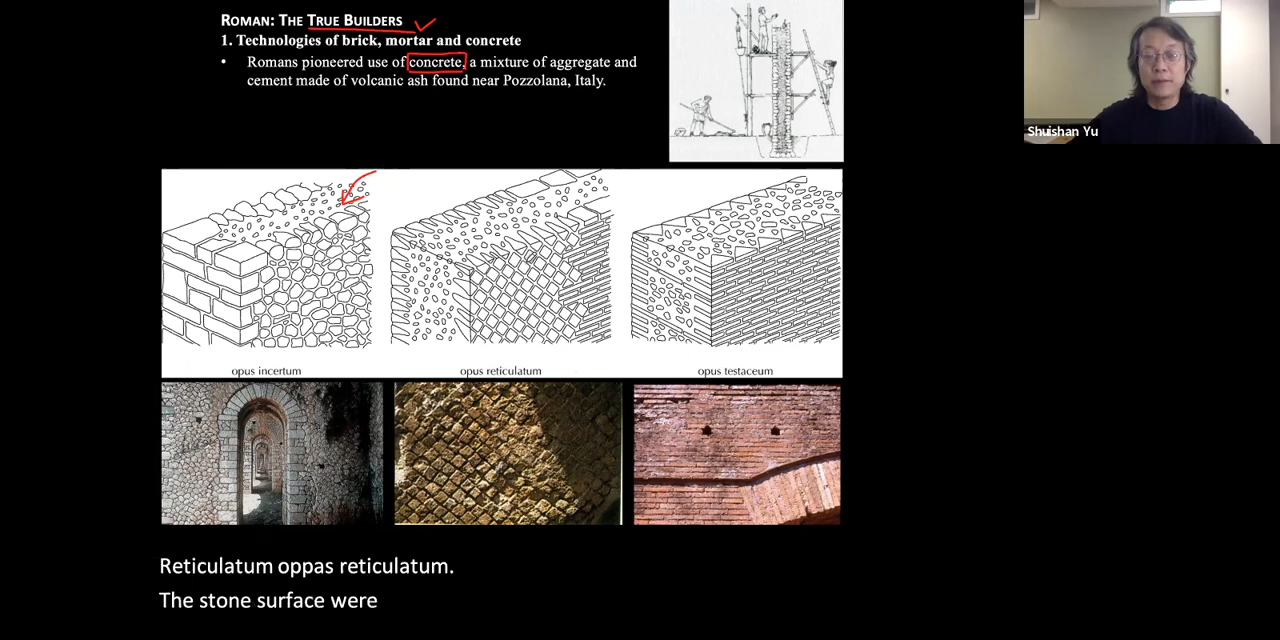 ROMAN: THE TRUE BUILDERS
1. Technologies of brick, mortar and concrete
• Romans pioneered use of concrete, a mixture of aggregate and
cement made of volcanic ash found near Pozzolana, Italy.
Shuishan Yu
opus incertum
opus reticulatum
opus testaceum
Reticulatum oppas reticulatum.
The stone surface were